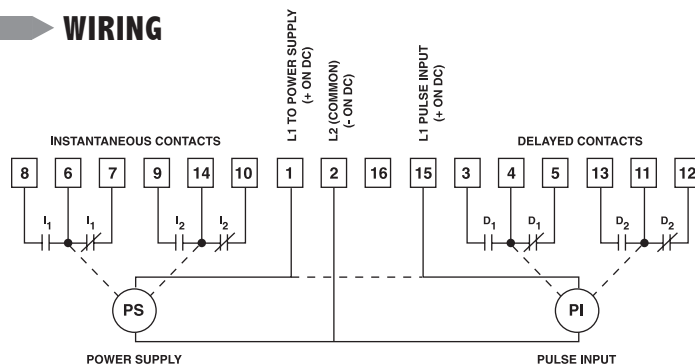 WIRING
L1 TO POWER SUPPLY
(+ ON DC)
L2 (COMMON)
(- ON DC)
L1 PULSE INPUT
(+ ON DC)
INSTANTANEOUS CONTACTS
DELAYED CONTACTS
8 6 7 9 14 10 1 2 16 15 3 4 5 13 11 12
I1 I1 I2 I2 D1 D1 D2 D2
PS PI
POWER SUPPLY PULSE INPUT